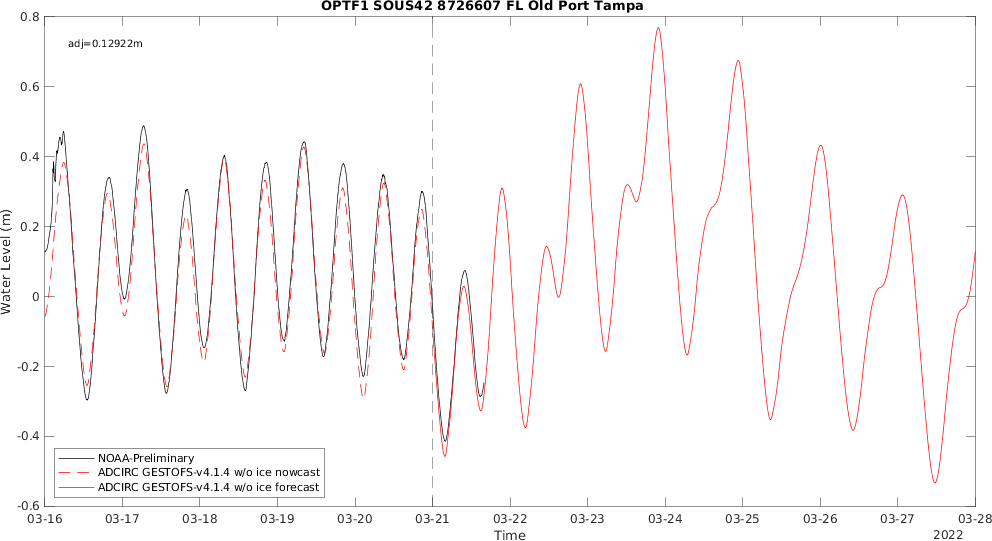 OPTF1 SOUS42 8726607 FL Old Port Tampa
adj=0.12922m
0.8
0.6
0.4
0.2
0
-0.2
-0.4
-0.6
Water Level (m)
NOAA-Preliminary
ADCIRC GESTOFS-v4.1.4 w/o ice nowcast
ADCIRC GESTOFS-v4.1.4 w/o ice forecast
03-16 03-17 03-18 03-19 03-20 03-21 03-22 03-23 03-24 03-25 03-26 03-27 03-28
Time
2022